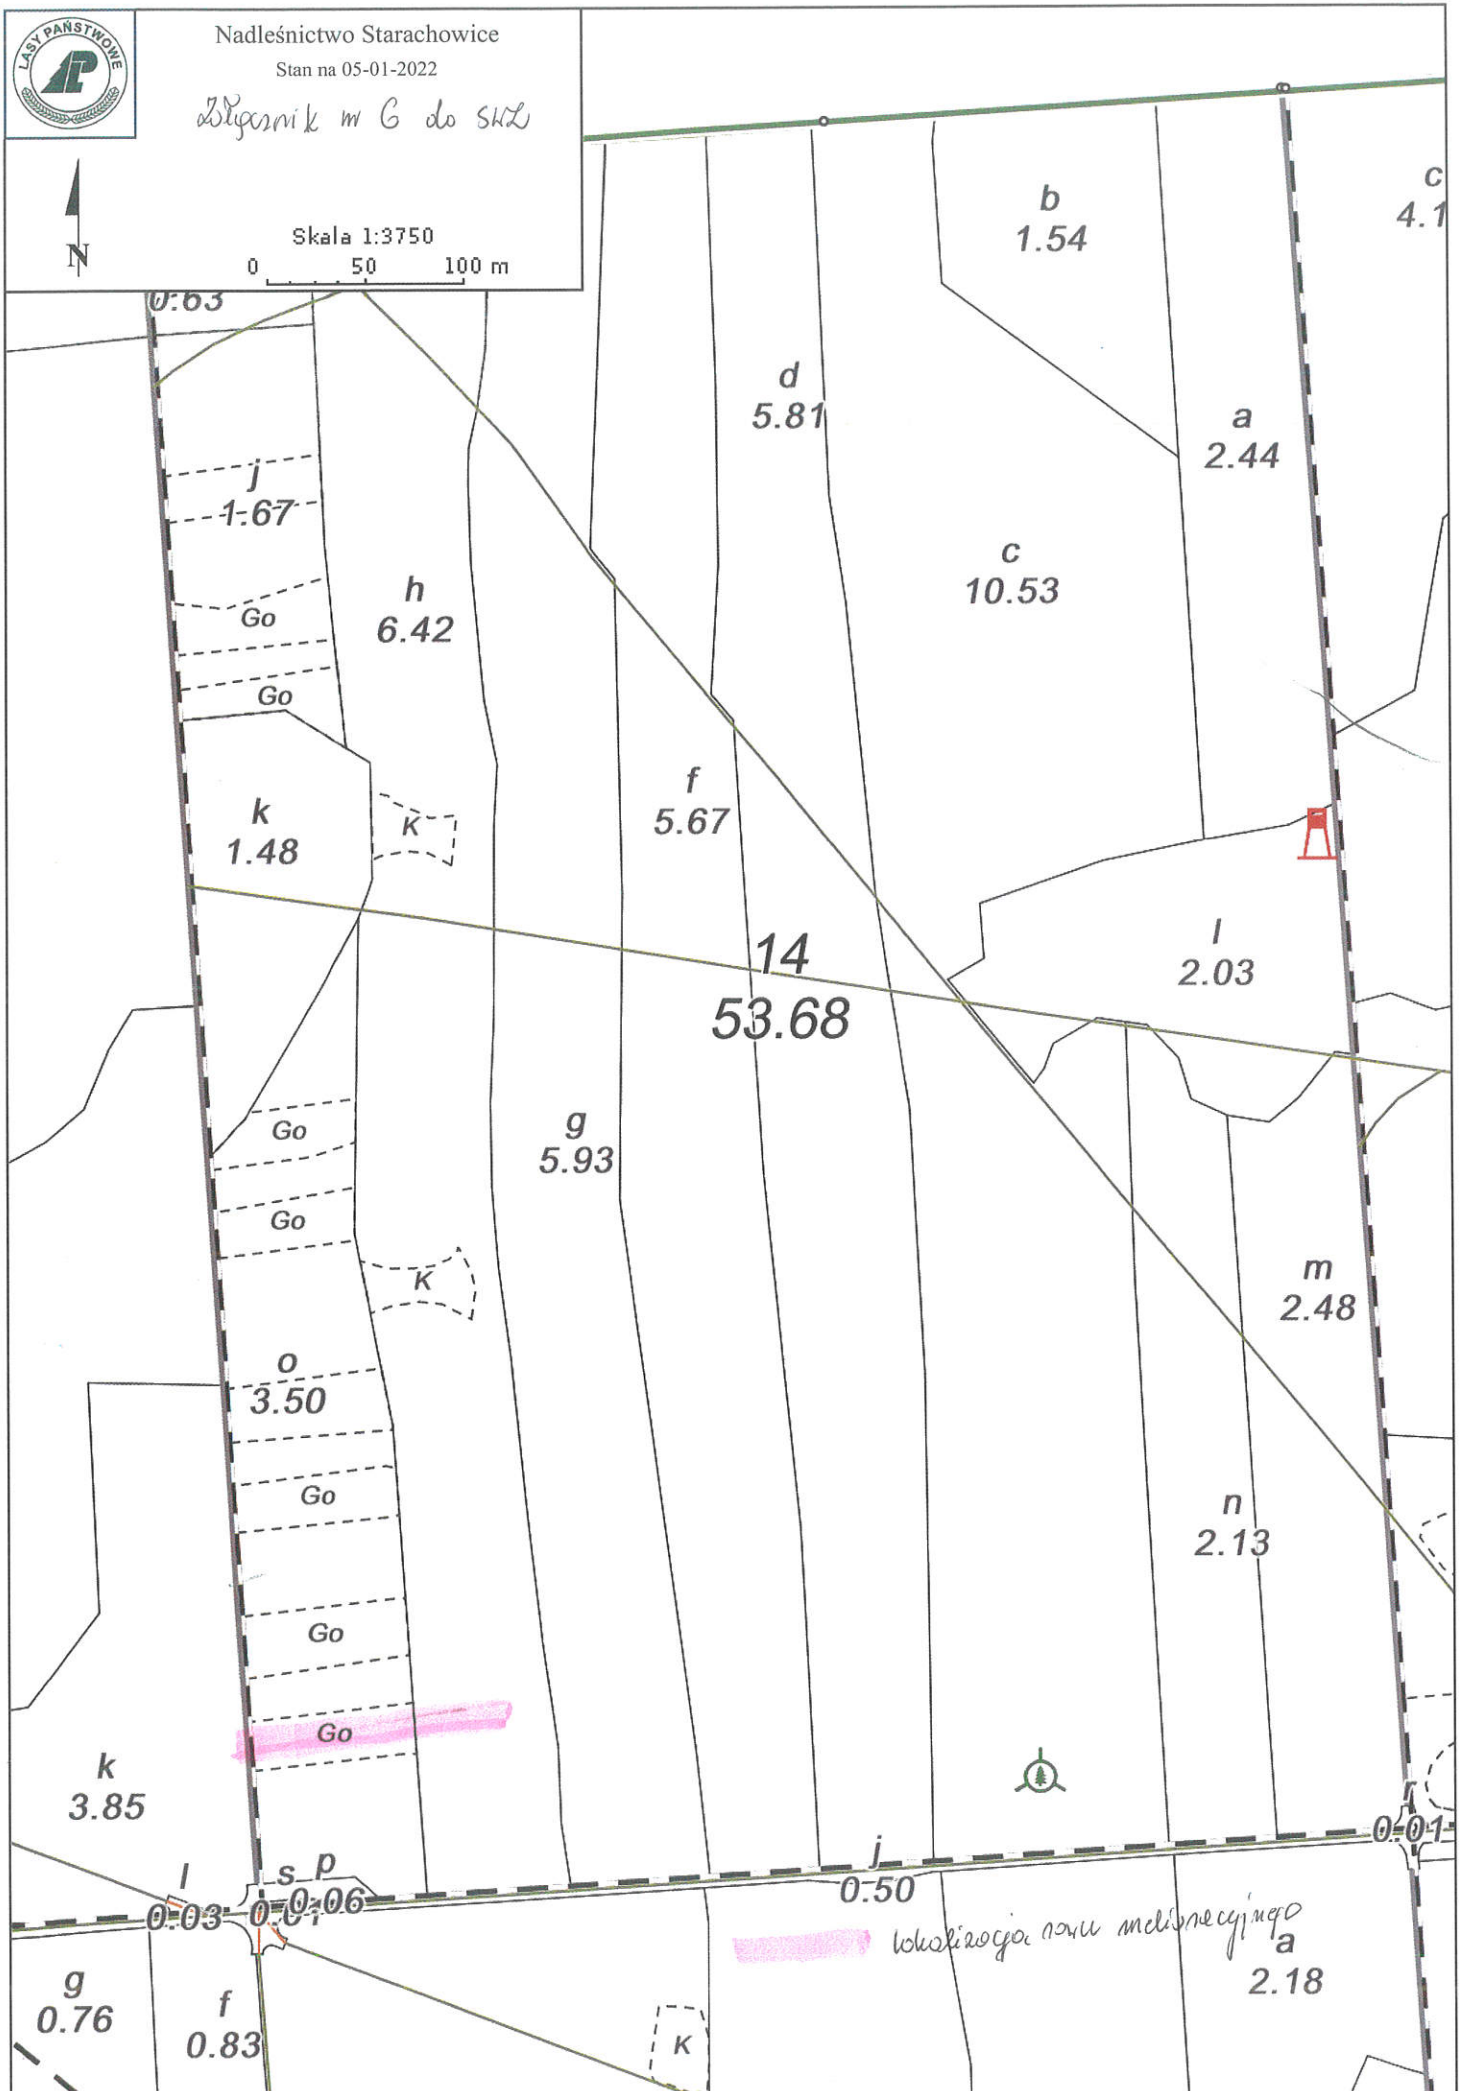 LASY PAŃSTWOWE
Nadleśnictwo Starachowice
Stan na 05-01-2022
Załącznik nr 6 do SWZ
N
Skala 1:3750
0 50 100 m
0.63
b
1.54
c
4.1
d
5.81
a
2.44
j
1.67
c
10.53
h
6.42
Go
Go
k
1.48
K
f
5.67
l
2.03
14
53.68
g
5.93
Go
Go
K
m
2.48
o
3.50
Go
n
2.13
Go
Go
k
3.85
r
0.01
j
0.50
l
0.03
s
0.01
p
0.06
lokalizacja rowu melioracyjnego
a
2.18
g
0.76
f
0.83
K